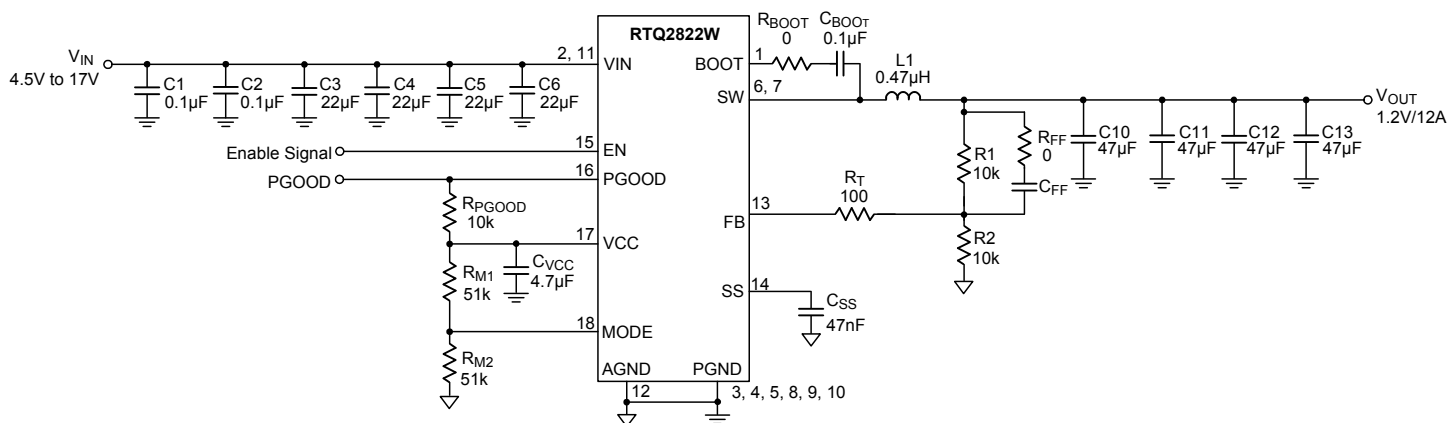 RTQ2822W
V_IN
4.5V to 17V
2, 11
VIN
C1
0.1µF
C2
0.1µF
C3
22µF
C4
22µF
C5
22µF
C6
22µF
Enable Signal
15
EN
PGOOD
16
PGOOD
R_PGOOD
10k
17
VCC
C_VCC
4.7µF
R_M1
51k
18
MODE
R_M2
51k
AGND
12
PGND
3, 4, 5, 8, 9, 10
BOOT
1
R_BOOT
0
C_BOOT
0.1µF
SW
6, 7
L1
0.47µH
V_OUT
1.2V/12A
R1
10k
R_FF
0
C_FF
C10
47µF
C11
47µF
C12
47µF
C13
47µF
FB
13
R_T
100
R2
10k
SS
14
C_SS
47nF